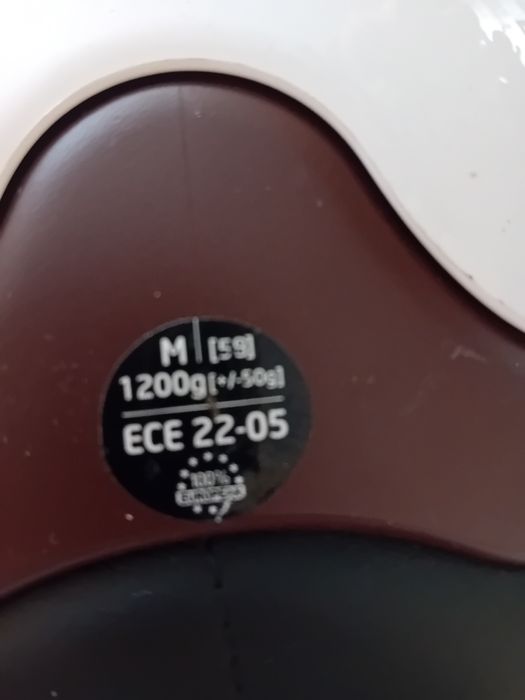 M | [59]
1200g[+/-50g]
ECE 22-05
100%
EUROPEAN